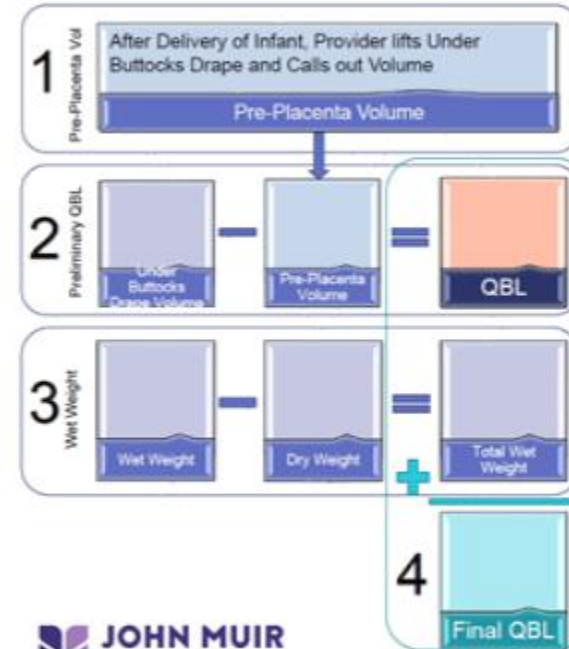 1
Pre-Placenta Vol
After Delivery of Infant, Provider lifts Under
Buttocks Drape and Calls out Volume
Pre-Placenta Volume
2
Preliminary QBL
Under
Buttocks
Drape Volume
Pre-Placenta
Volume
QBL
3
Wet Weight
Wet Weight
Dry Weight
Total Wet
Weight
4
Final QBL
JOHN MUIR